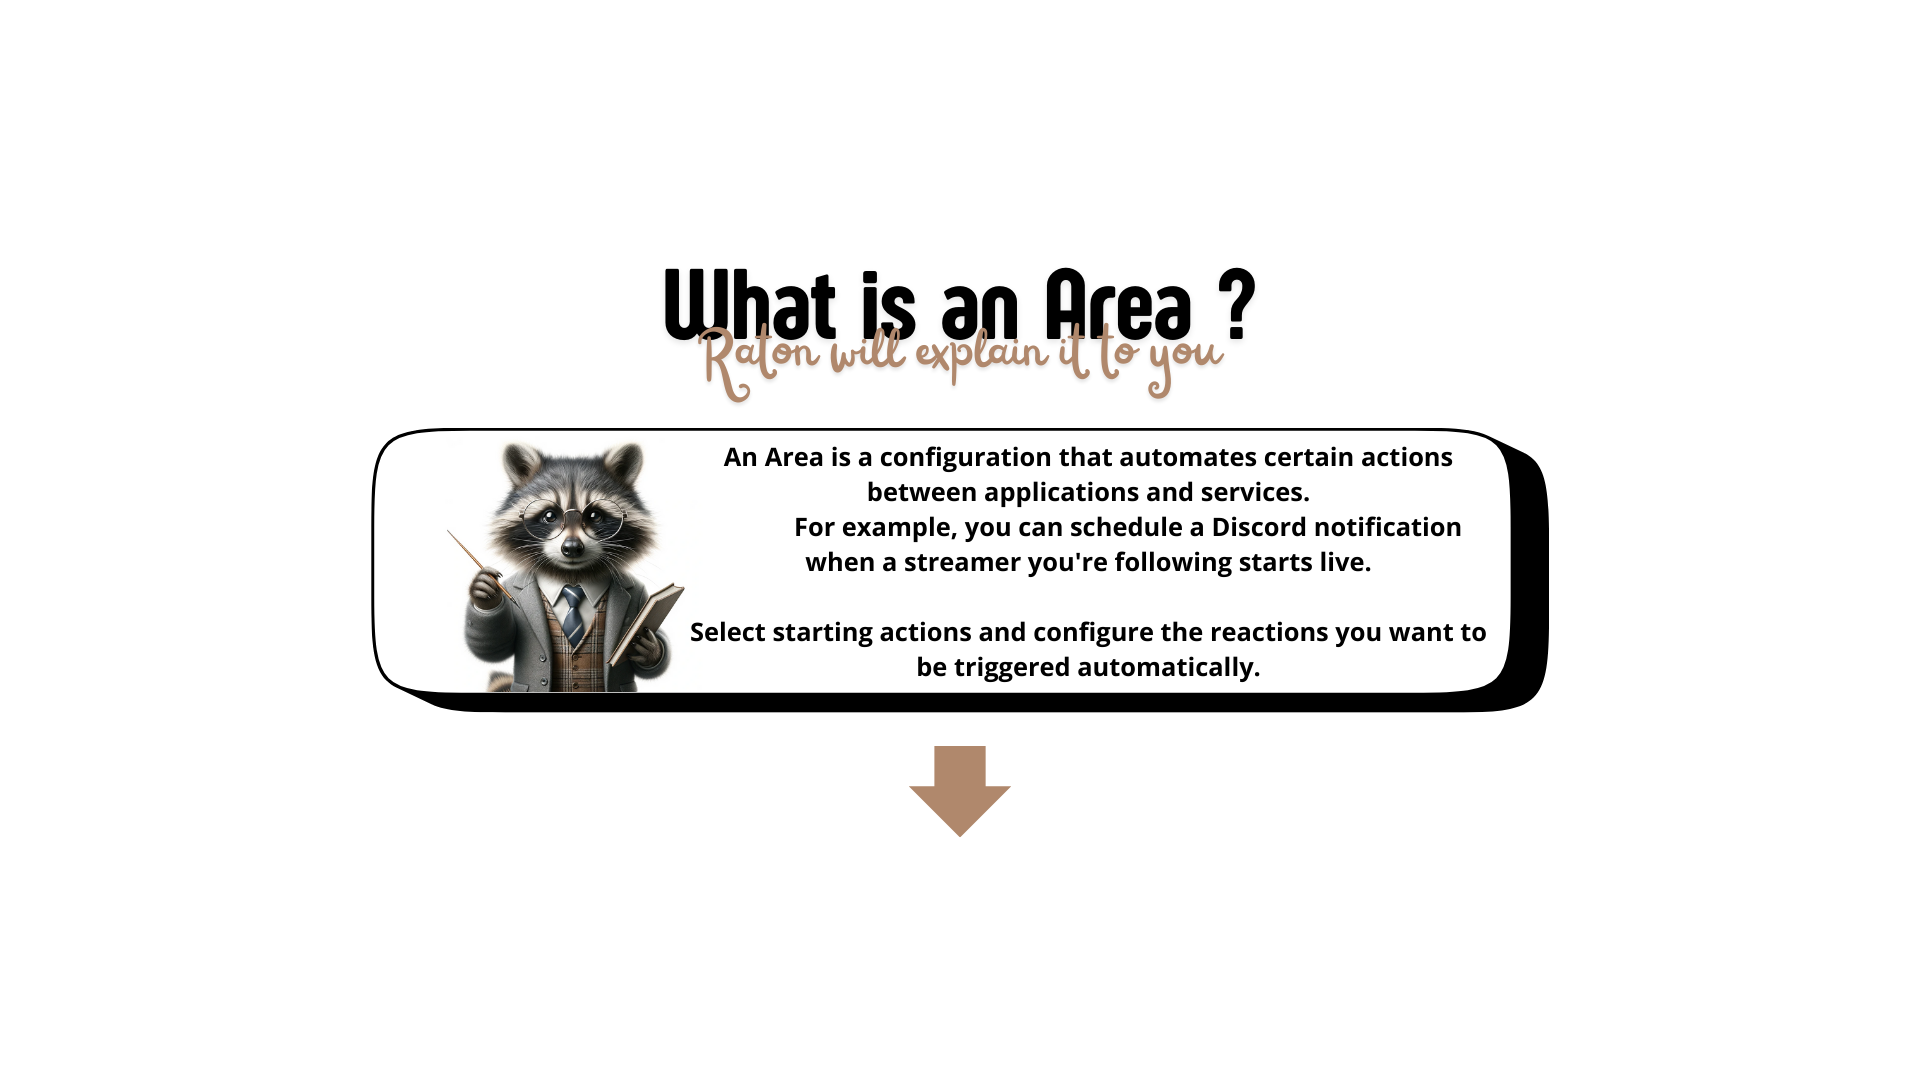 What is an Area ?
Raton will explain it to you
An Area is a configuration that automates certain actions
between applications and services.
For example, you can schedule a Discord notification
when a streamer you're following starts live.
Select starting actions and configure the reactions you want to
be triggered automatically.